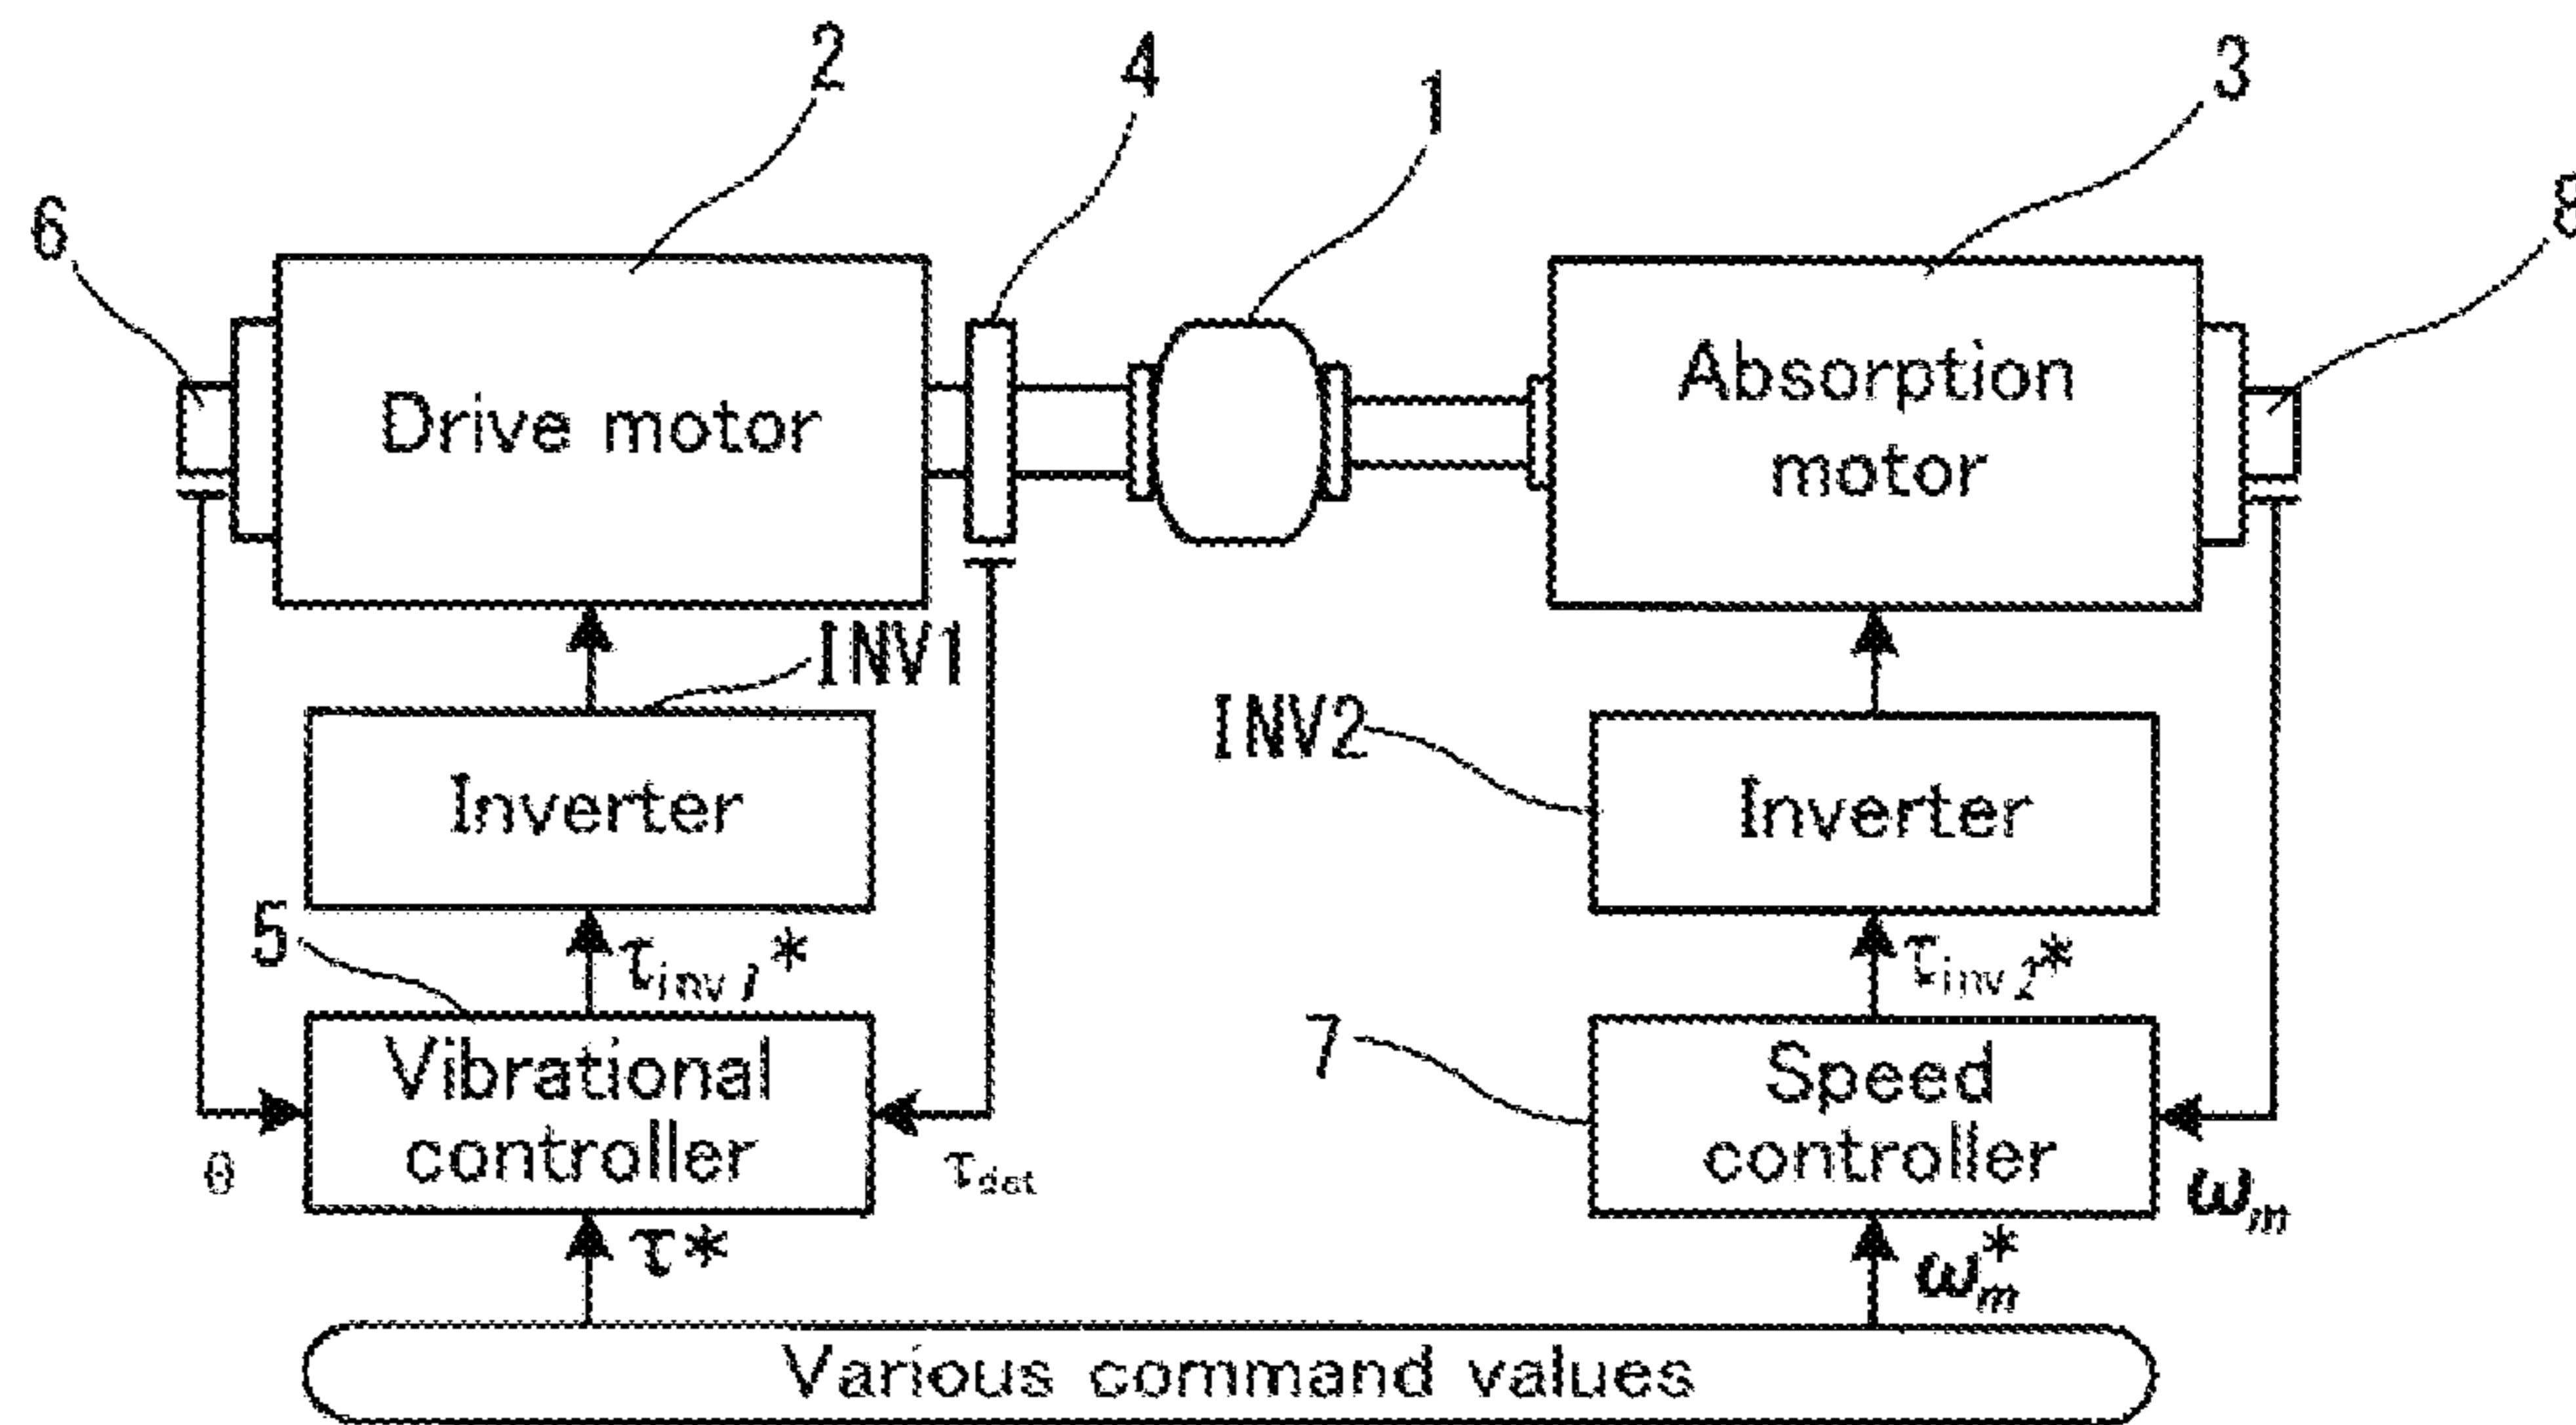 2
4
1
3
6
8
Drive motor
Absorption
motor
INV1
INV2
Inverter
Inverter
5
τinv1*
τinv2*
7
Vibrational
controller
Speed
controller
θ
τdet
ωm
τ*
ωm*
Various command values